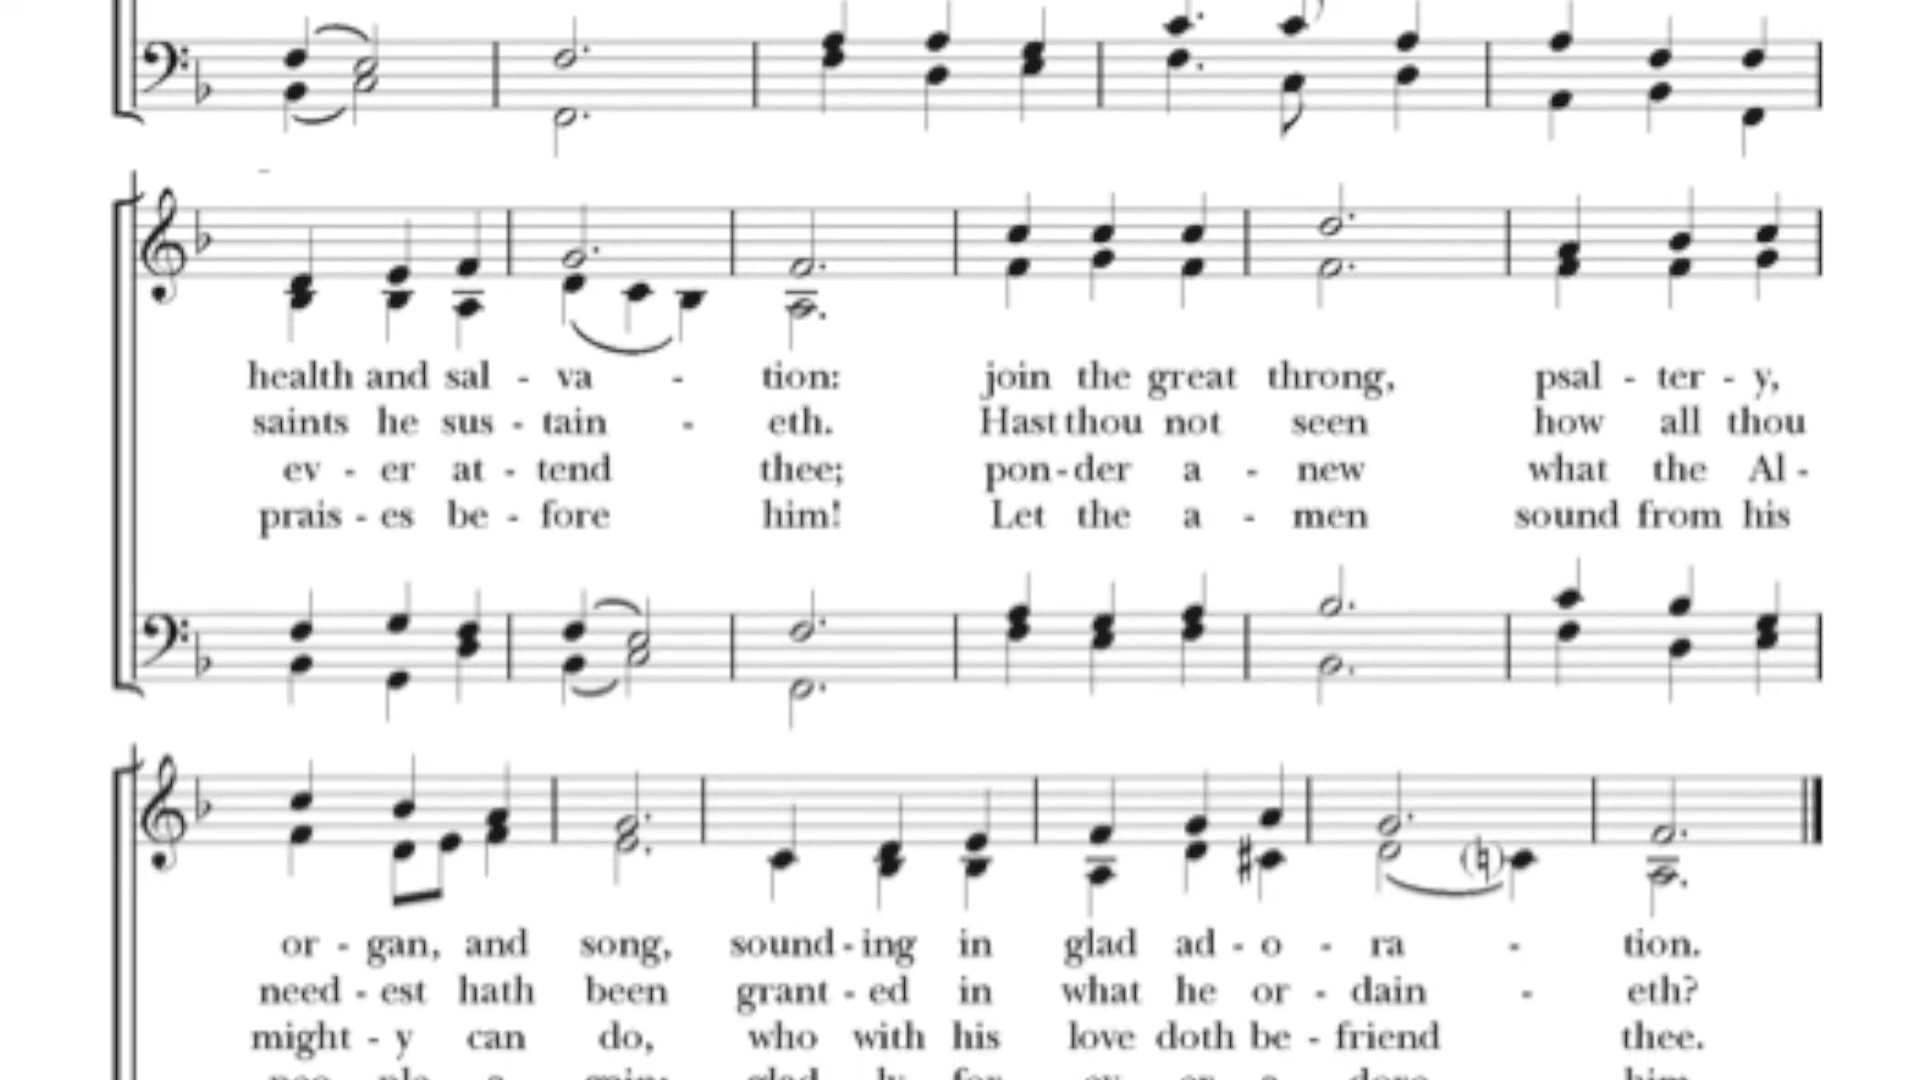 health and sal - va - tion: join the great throng, psal - ter - y,
saints he sus - tain - eth. Hast thou not seen how all thou
ev - er at - tend thee; pon - der a - new what the Al -
prais - es be - fore him! Let the a - men sound from his
or - gan, and song, sound - ing in glad ad - o - ra - tion.
need - est hath been grant - ed in what he or - dain - eth?
might - y can do, who with his love doth be - friend thee.